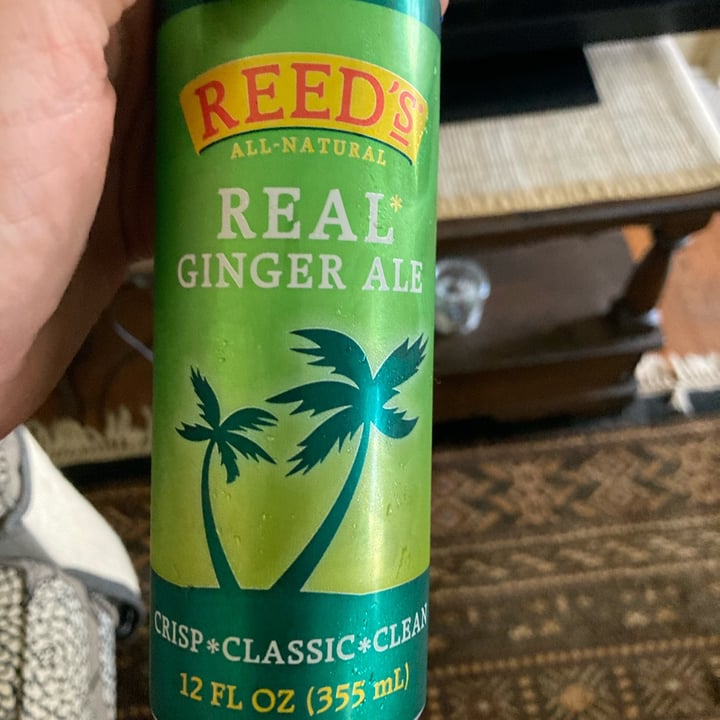 REED'S
ALL-NATURAL
REAL*
GINGER ALE
CRISP*CLASSIC*CLEAN
12 FL OZ (355 mL)